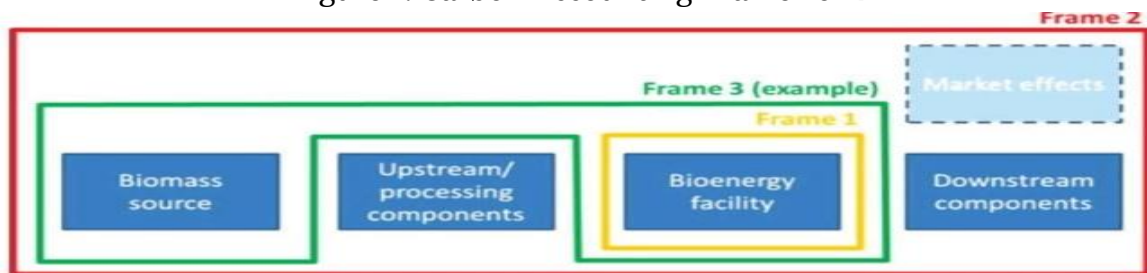 Frame 2
Frame 3 (example)
Market effects
Frame 1
Biomass
source
Upstream/
processing
components
Bioenergy
facility
Downstream
components